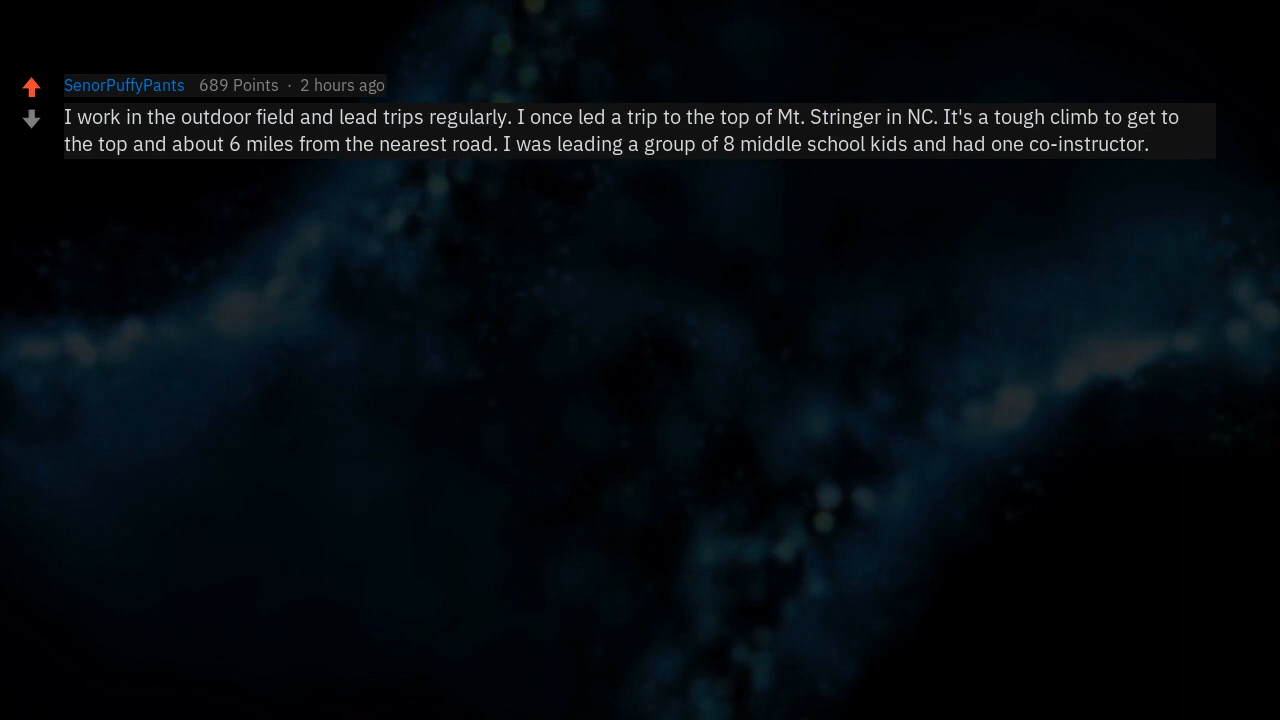 SenorPuffyPants 689 Points · 2 hours ago
I work in the outdoor field and lead trips regularly. I once led a trip to the top of Mt. Stringer in NC. It's a tough climb to get to
the top and about 6 miles from the nearest road. I was leading a group of 8 middle school kids and had one co-instructor.